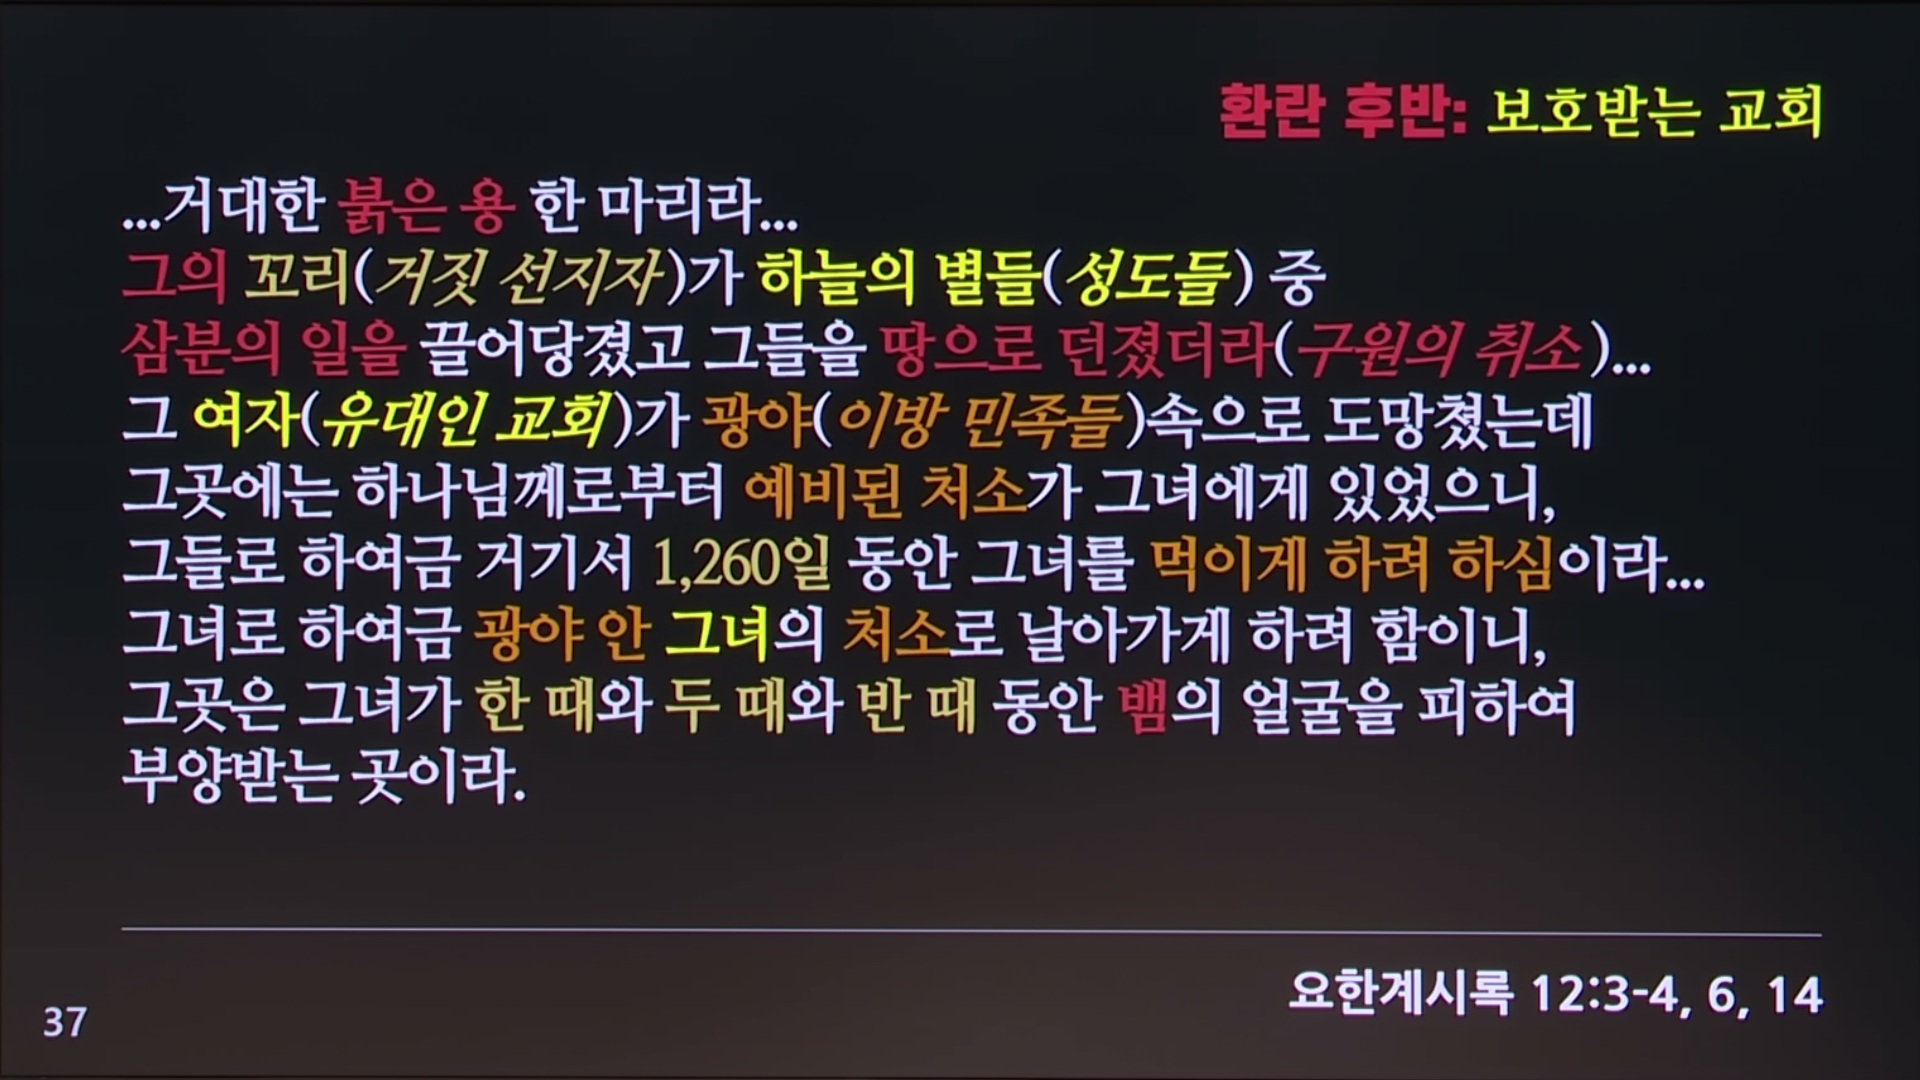 환란 후반: 보호받는 교회
...거대한 붉은 용 한 마리라...
그의 꼬리(거짓 선지자)가 하늘의 별들(성도들) 중
삼분의 일을 끌어당겼고 그들을 땅으로 던졌더라(구원의 취소)...
그 여자(유대인 교회)가 광야(이방 민족들)속으로 도망쳤는데
그곳에는 하나님께로부터 예비된 처소가 그녀에게 있었으니,
그들로 하여금 거기서 1,260일 동안 그녀를 먹이게 하려 하심이라...
그녀로 하여금 광야 안 그녀의 처소로 날아가게 하려 함이니,
그곳은 그녀가 한 때와 두 때와 반 때 동안 뱀의 얼굴을 피하여
부양받는 곳이라.
요한계시록 12:3-4, 6, 14
37